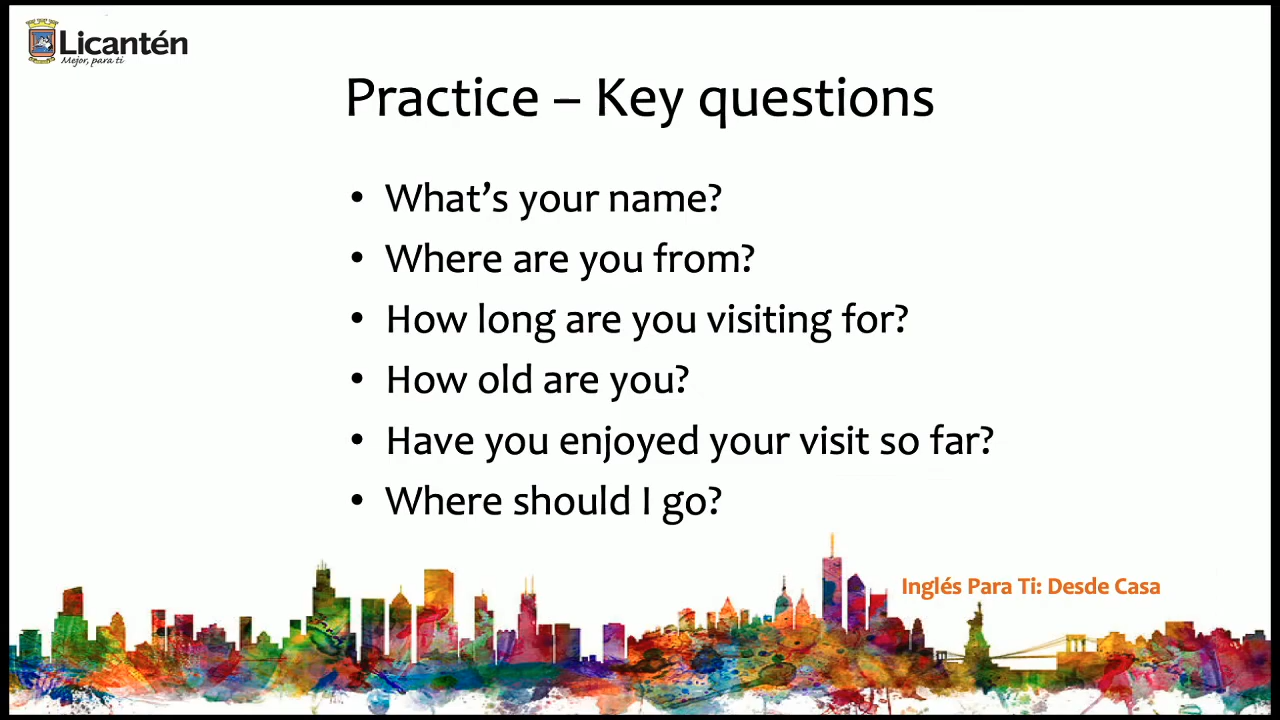 Licantén
Mejor, para ti
Practice – Key questions
• What’s your name?
• Where are you from?
• How long are you visiting for?
• How old are you?
• Have you enjoyed your visit so far?
• Where should I go?
Inglés Para Ti: Desde Casa